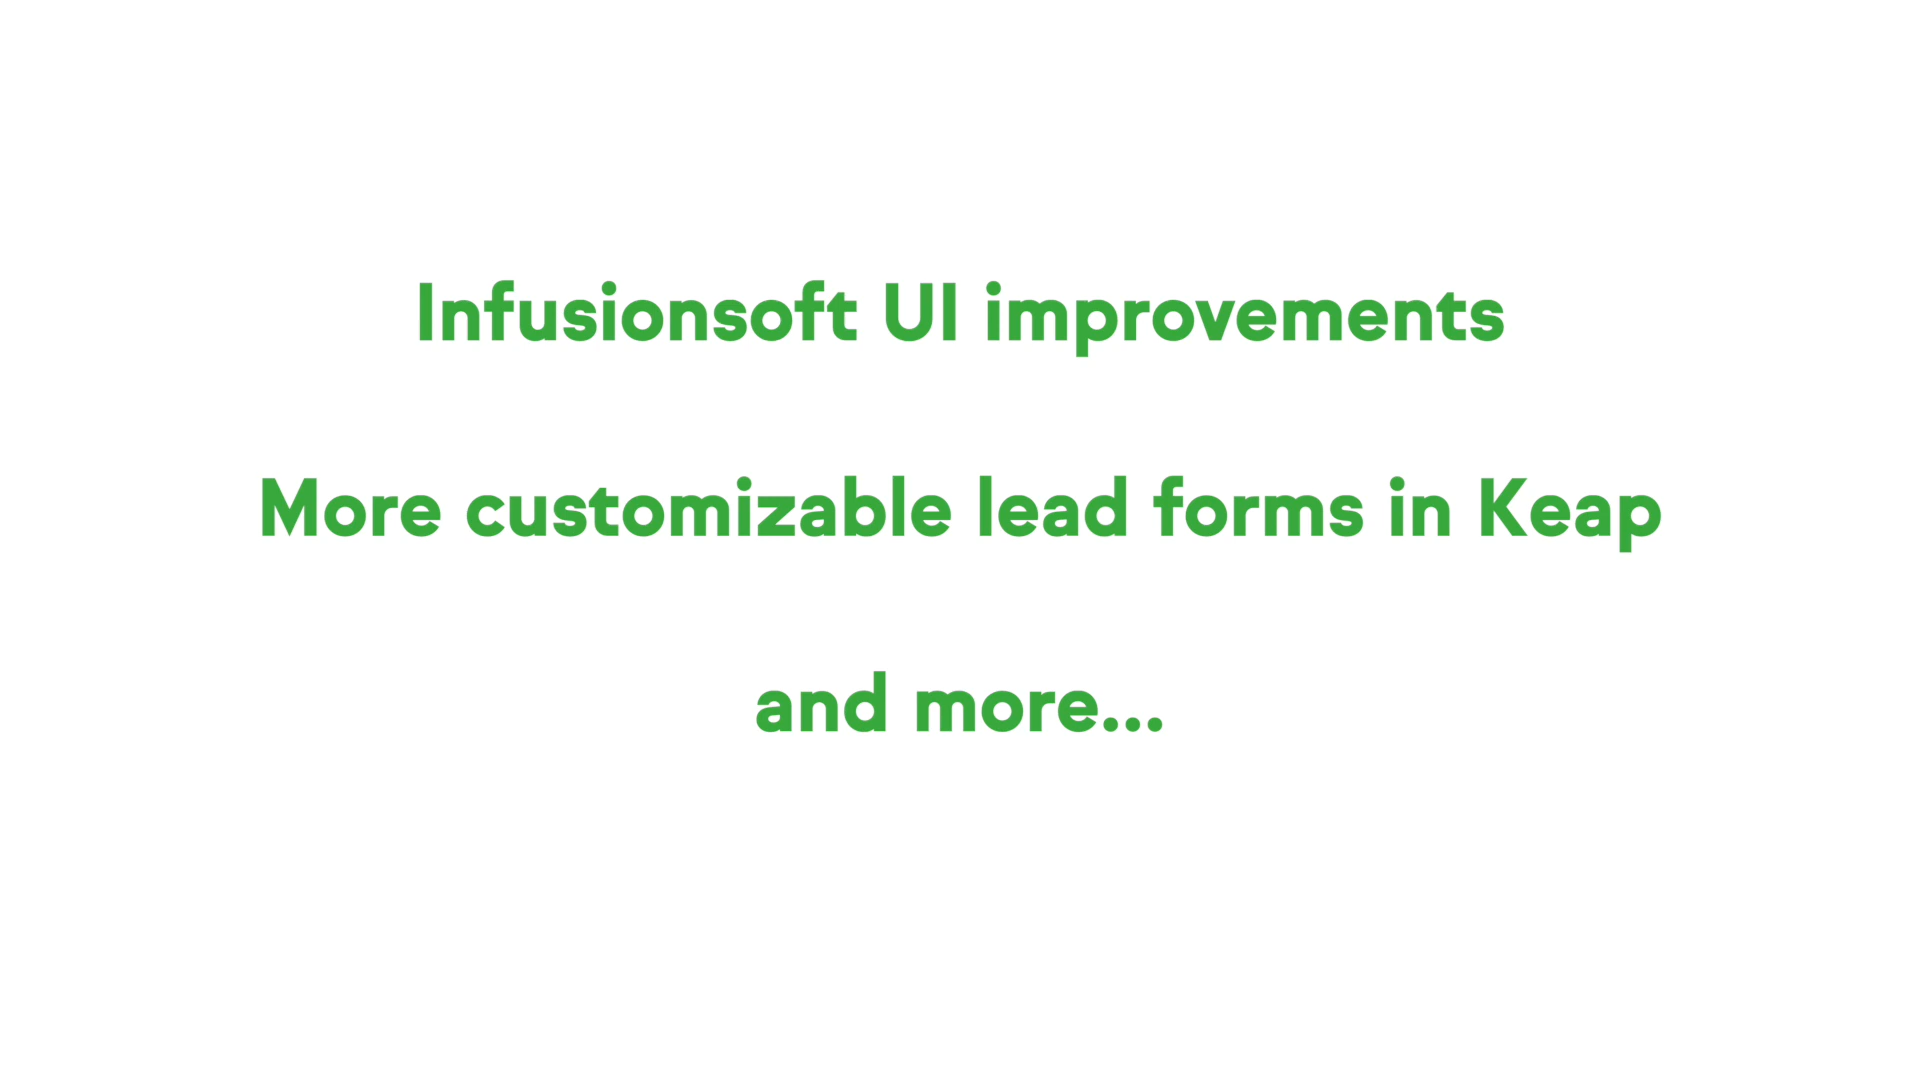 Infusionsoft UI improvements
More customizable lead forms in Keap
and more...